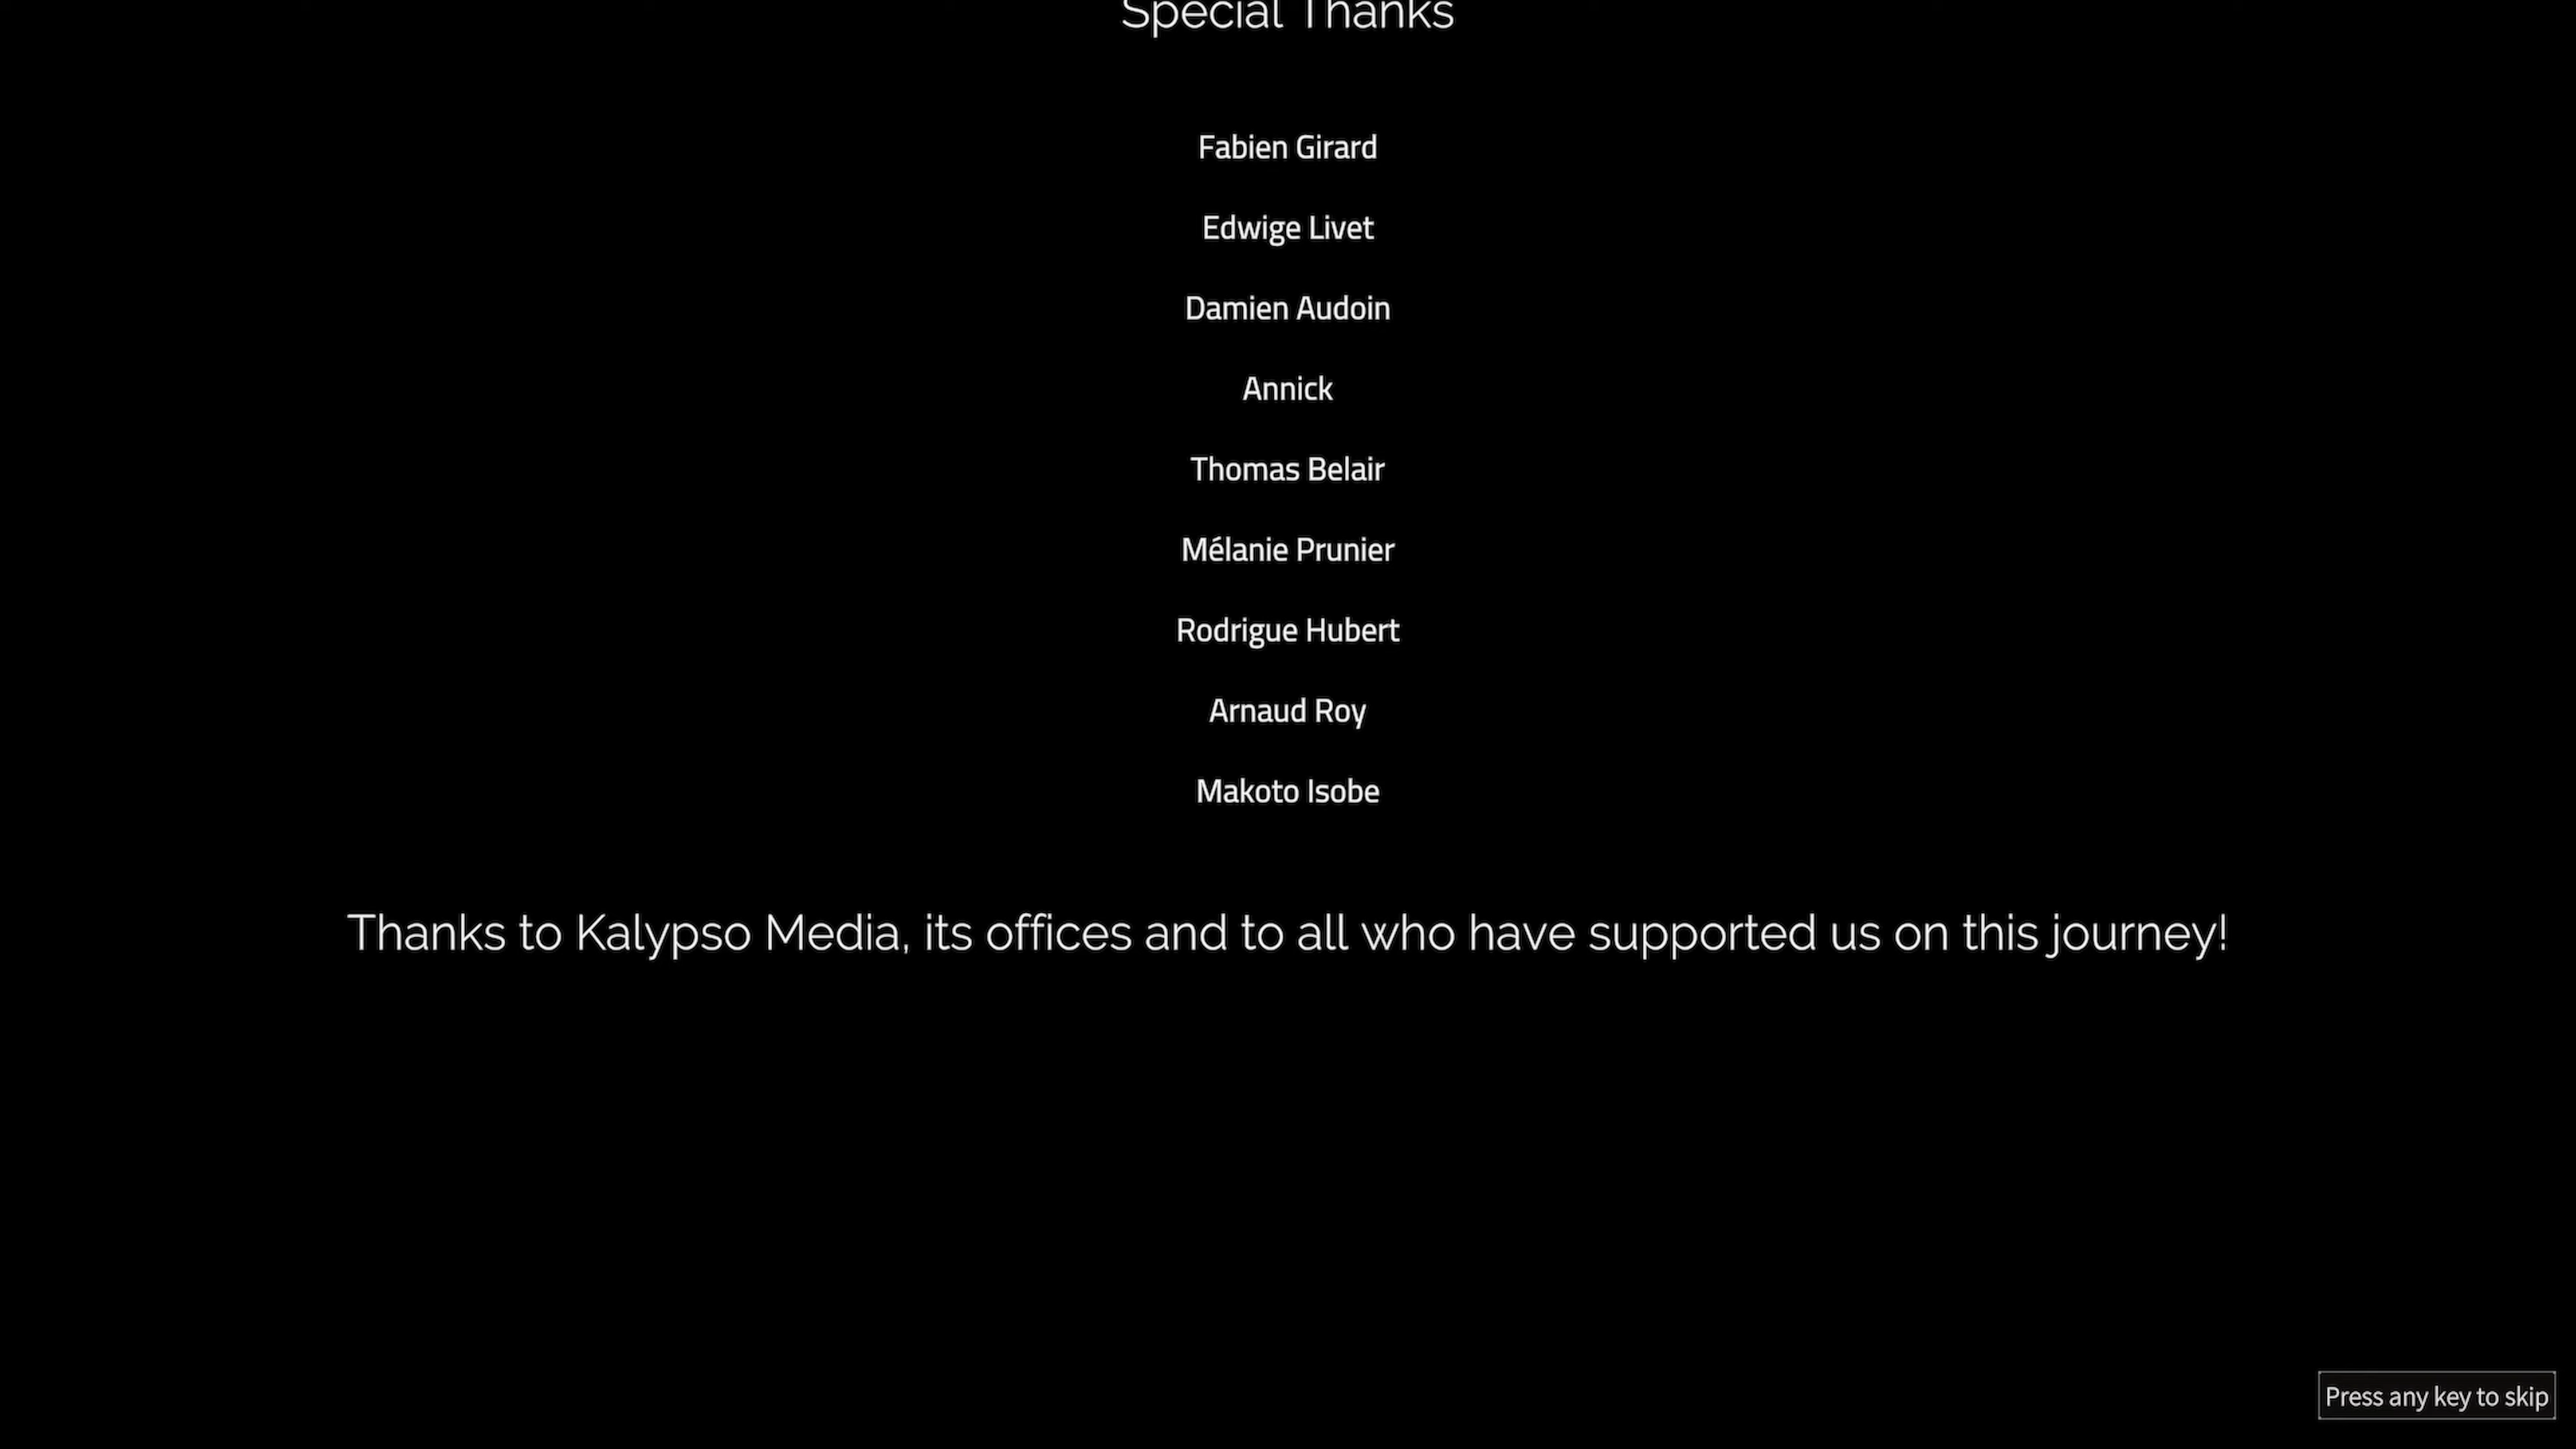 Special Thanks
Fabien Girard
Edwige Livet
Damien Audoin
Annick
Thomas Belair
Mélanie Prunier
Rodrigue Hubert
Arnaud Roy
Makoto Isobe
Thanks to Kalypso Media, its offices and to all who have supported us on this journey!
Press any key to skip